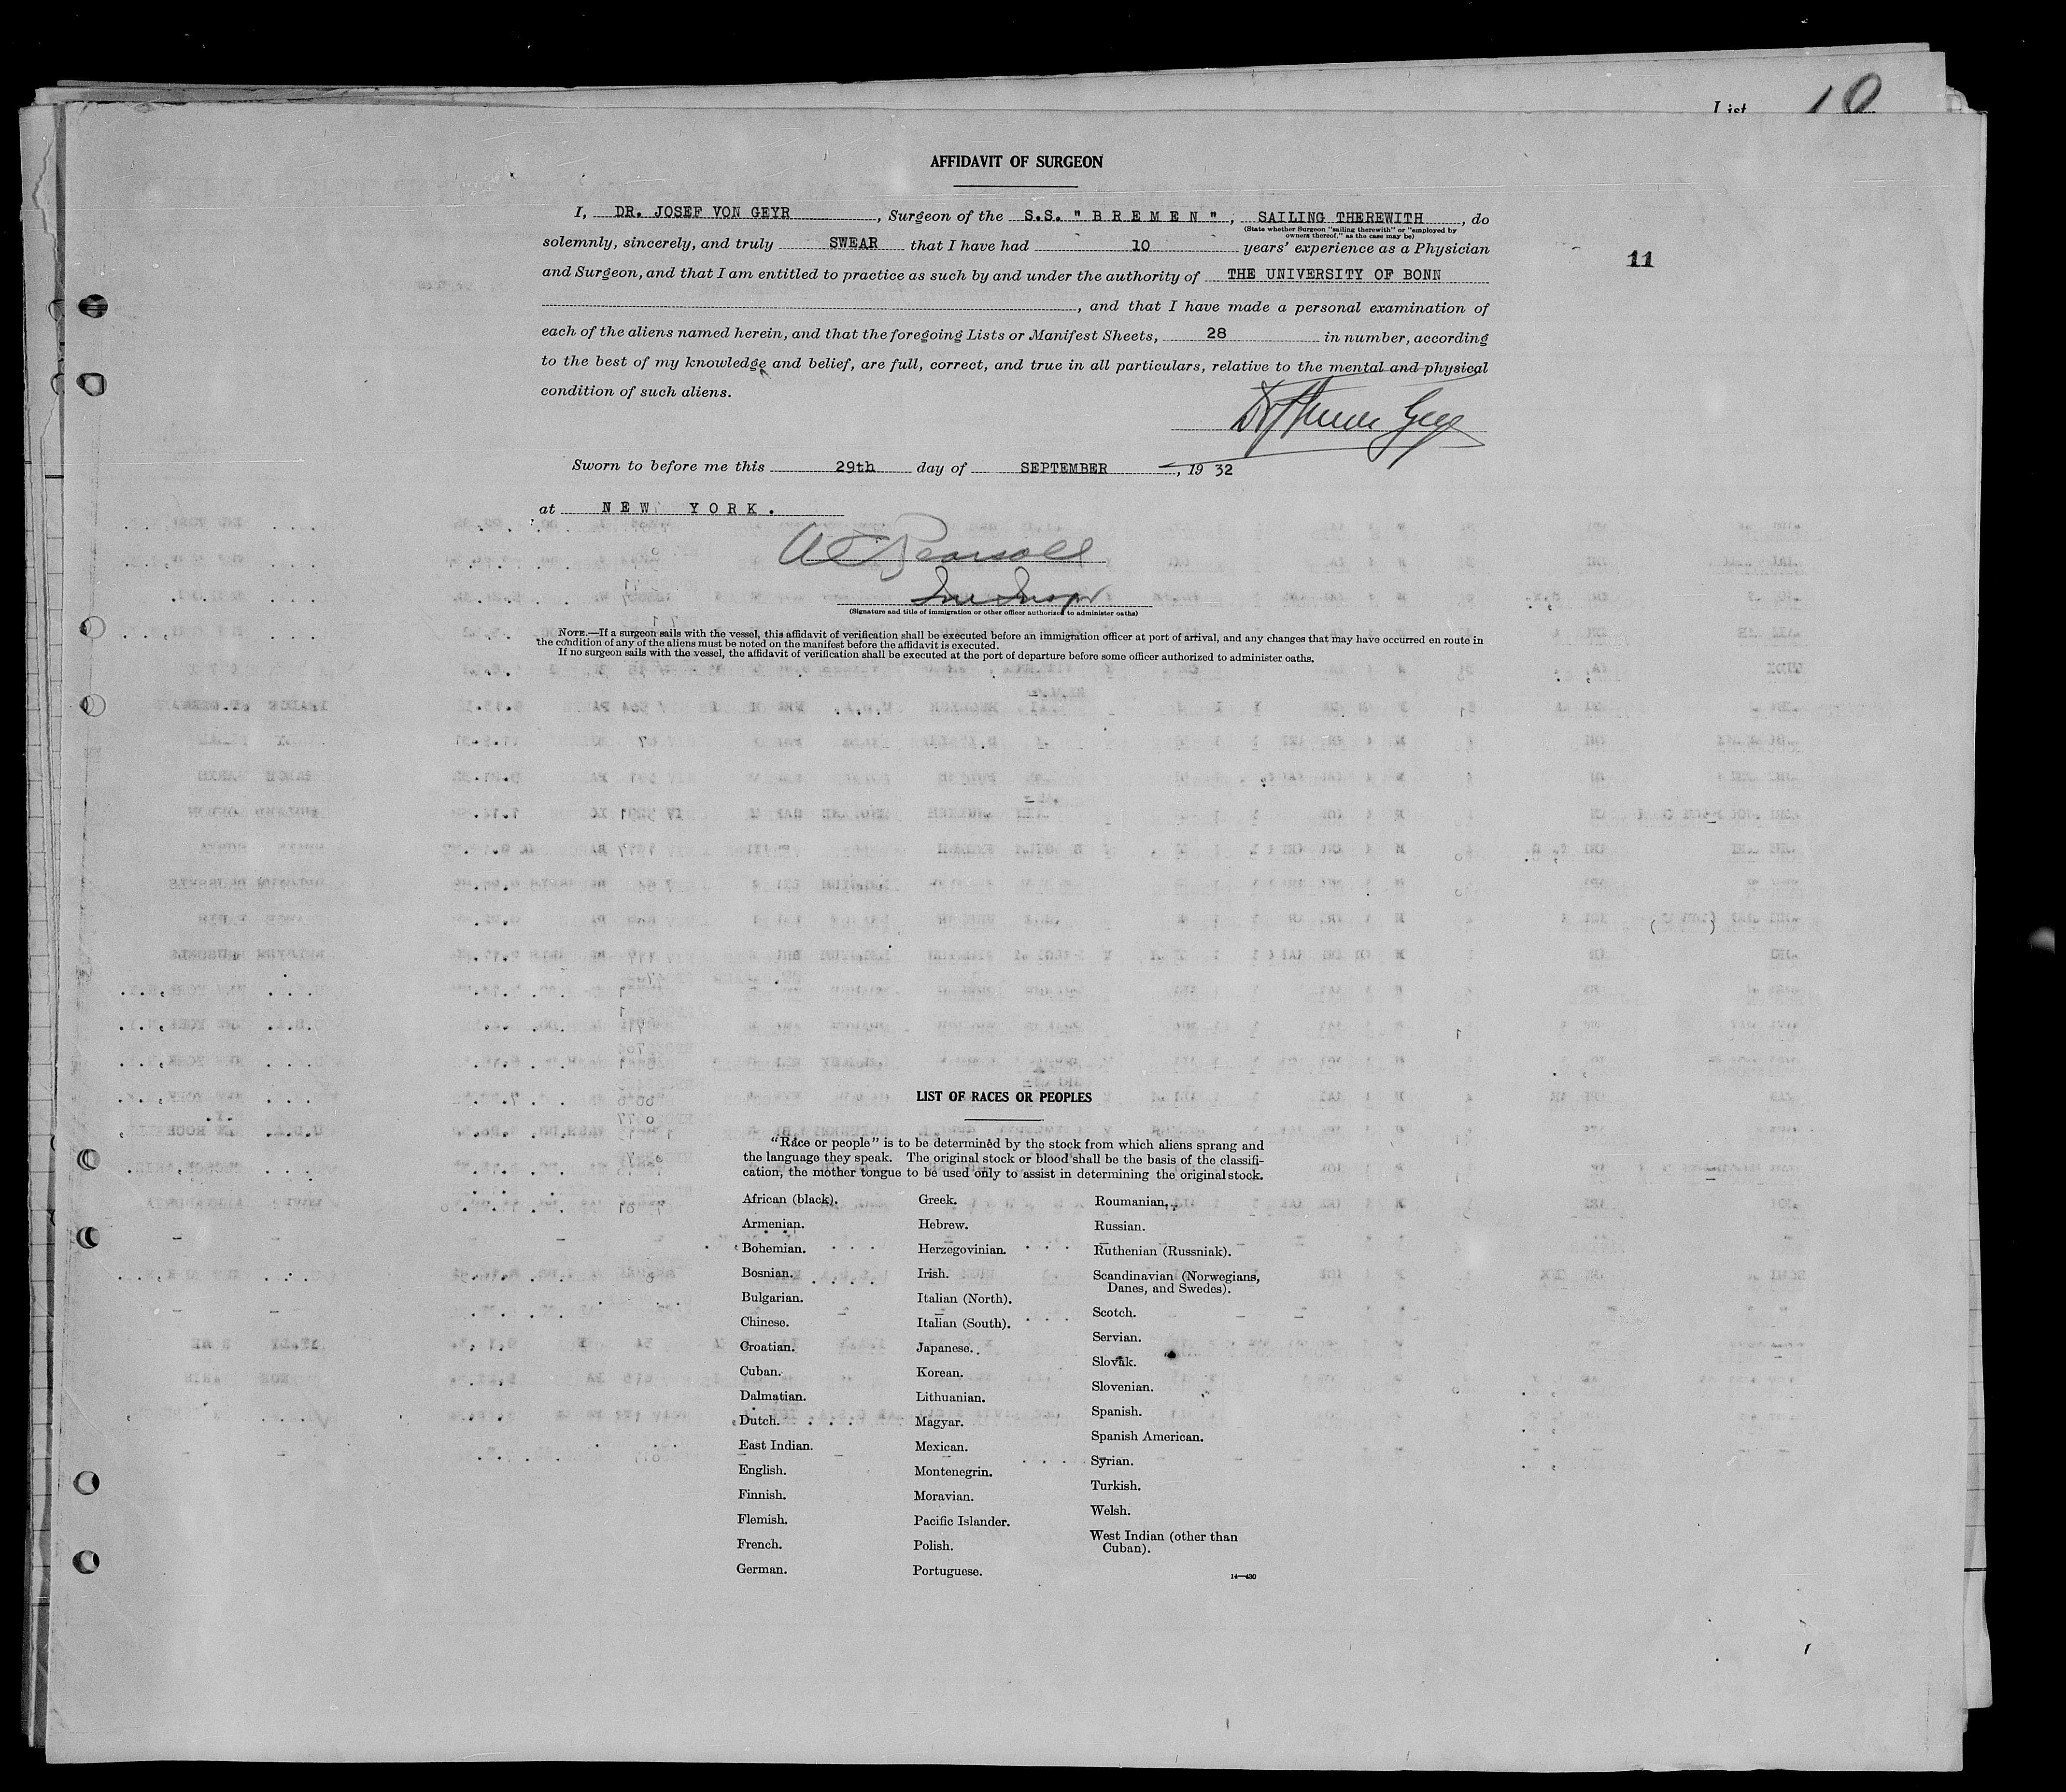 List
AFFIDAVIT OF SURGEON
I, DR. JOSEF VON GEYR, Surgeon of the S.S. "BREMEN", SAILING THEREWITH, do
(State whether Surgeon "sailing therewith" or "employed by
owners thereof," as the case may be)
solemnly, sincerely, and truly SWEAR that I have had 10 years' experience as a Physician
11
and Surgeon, and that I am entitled to practice as such by and under the authority of THE UNIVERSITY OF BONN
, and that I have made a personal examination of
each of the aliens named herein, and that the foregoing Lists or Manifest Sheets, 28 in number, according
to the best of my knowledge and belief, are full, correct, and true in all particulars, relative to the mental and physical
condition of such aliens.
Sworn to before me this 29th day of SEPTEMBER, 1932
at NEW YORK.
(Signature and title of immigration or other officer authorized to administer oaths)
NOTE.—If a surgeon sails with the vessel, this affidavit of verification shall be executed before an immigration officer at port of arrival, and any changes that may have occurred en route in
the condition of any of the aliens must be noted on the manifest before the affidavit is executed.
If no surgeon sails with the vessel, the affidavit of verification shall be executed at the port of departure before some officer authorized to administer oaths.
LIST OF RACES OR PEOPLES
"Race or people" is to be determined by the stock from which aliens sprang and
the language they speak. The original stock or blood shall be the basis of the classifi-
cation, the mother tongue to be used only to assist in determining the original stock.
African (black).
Armenian.
Bohemian.
Bosnian.
Bulgarian.
Chinese.
Croatian.
Cuban.
Dalmatian.
Dutch.
East Indian.
English.
Finnish.
Flemish.
French.
German.
Greek.
Hebrew.
Herzegovinian.
Irish.
Italian (North).
Italian (South).
Japanese.
Korean.
Lithuanian.
Magyar.
Mexican.
Montenegrin.
Moravian.
Pacific Islander.
Polish.
Portuguese.
Roumanian.
Russian.
Ruthenian (Russniak).
Scandinavian (Norwegians,
Danes, and Swedes).
Scotch.
Servian.
Slovak.
Slovenian.
Spanish.
Spanish American.
Syrian.
Turkish.
Welsh.
West Indian (other than
Cuban).
14—430